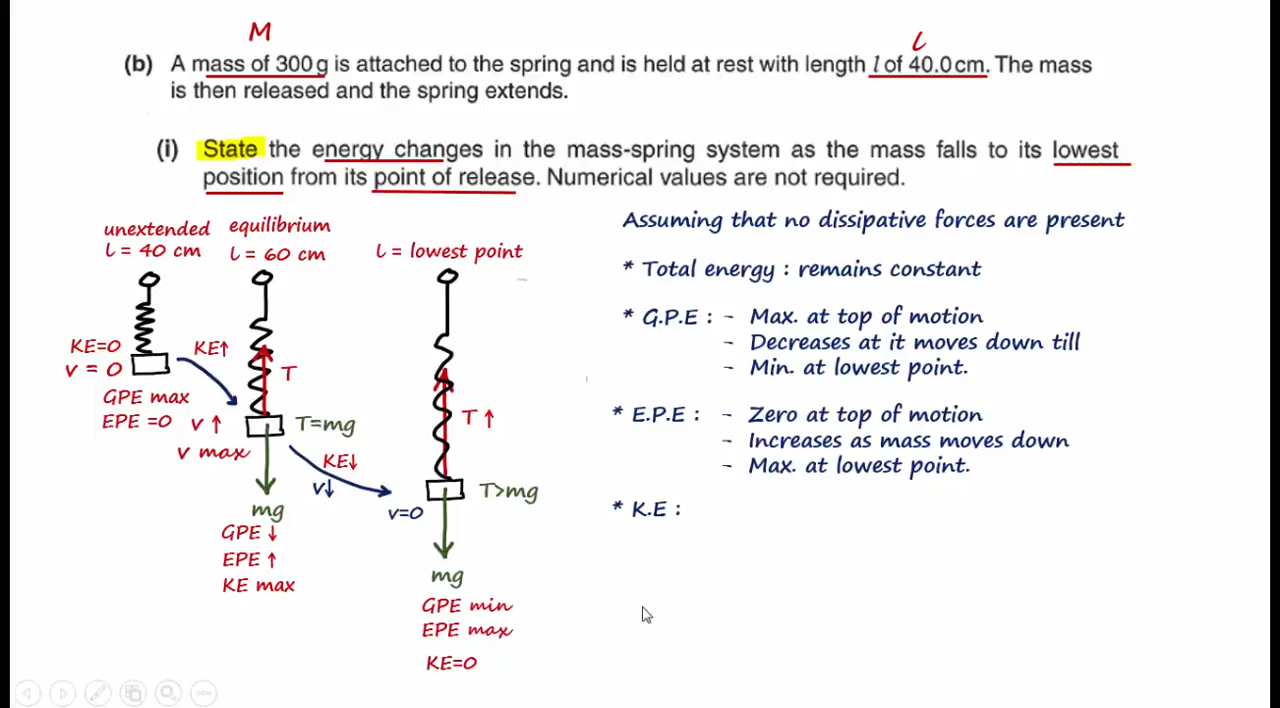 M
l
(b) A mass of 300 g is attached to the spring and is held at rest with length l of 40.0 cm. The mass
is then released and the spring extends.
(i) State the energy changes in the mass-spring system as the mass falls to its lowest
position from its point of release. Numerical values are not required.
unextended
l = 40 cm
equilibrium
l = 60 cm
l = lowest point
KE=0
v = 0
GPE max
EPE =0
KE↑
v ↑
v max
T
T=mg
mg
GPE ↓
EPE ↑
KE max
KE↓
v↓
v=0
T ↑
T>mg
mg
GPE min
EPE max
KE=0
Assuming that no dissipative forces are present
* Total energy : remains constant
* G.P.E : - Max. at top of motion
- Decreases at it moves down till
- Min. at lowest point.
* E.P.E : - Zero at top of motion
- Increases as mass moves down
- Max. at lowest point.
* K.E :